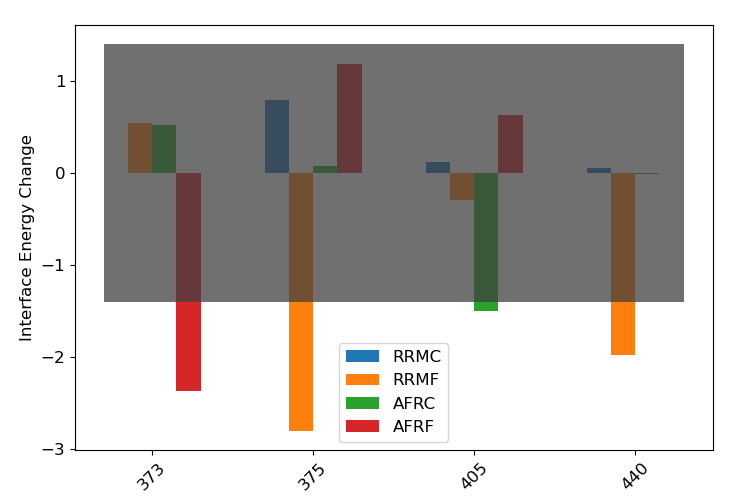 Interface Energy Change
1
0
−1
−2
−3
373
375
405
440
RRMC
RRMF
AFRC
AFRF